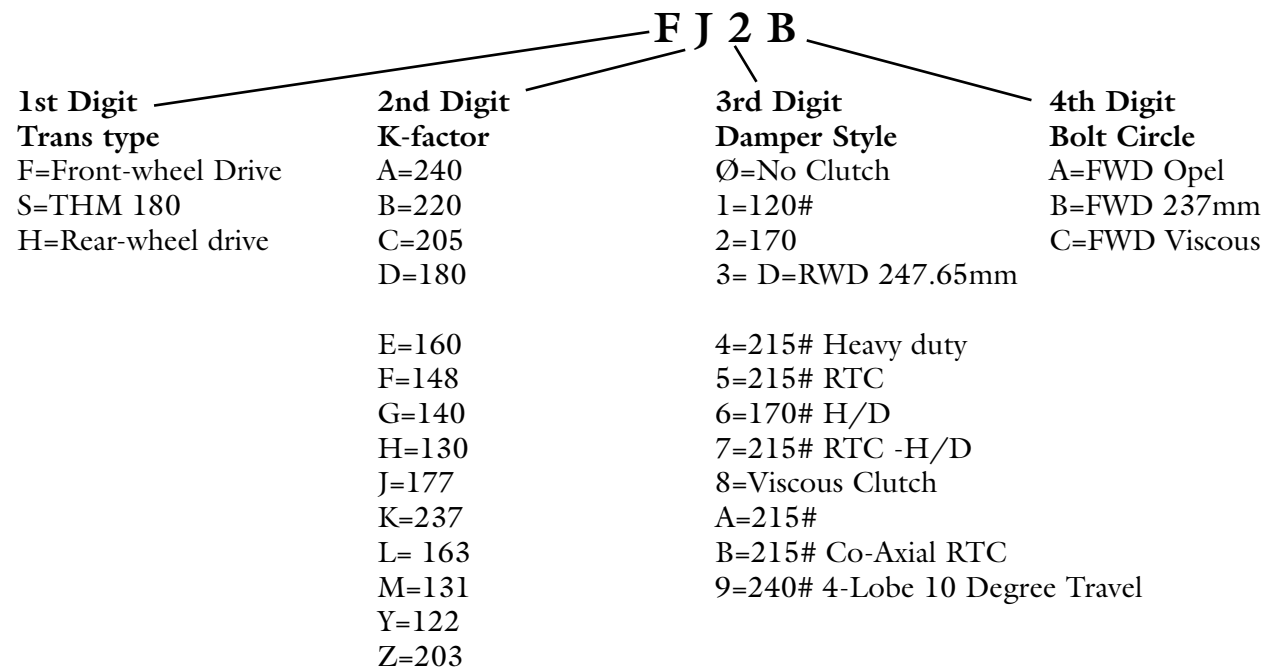 F J 2 B
1st Digit 2nd Digit 3rd Digit 4th Digit
Trans type K-factor Damper Style Bolt Circle
F=Front-wheel Drive A=240 Ø=No Clutch A=FWD Opel
S=THM 180 B=220 1=120# B=FWD 237mm
H=Rear-wheel drive C=205 2=170 C=FWD Viscous
D=180 3= D=RWD 247.65mm
E=160 4=215# Heavy duty
F=148 5=215# RTC
G=140 6=170# H/D
H=130 7=215# RTC -H/D
J=177 8=Viscous Clutch
K=237 A=215#
L= 163 B=215# Co-Axial RTC
M=131 9=240# 4-Lobe 10 Degree Travel
Y=122
Z=203